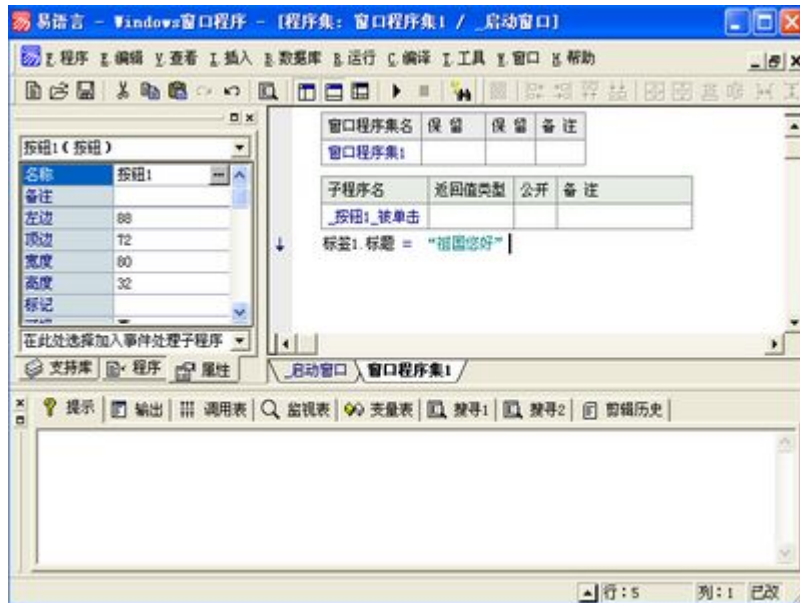 易语言 - Windows窗口程序 - [程序集: 窗口程序集1 / _启动窗口]
F.程序 E.编辑 V.查看 I.插入 B.数据库 R.运行 C.编译 T.工具 W.窗口 H.帮助
按钮1(按钮)
名称 按钮1
备注
左边 88
顶边 72
宽度 80
高度 32
标记
在此处选择加入事件处理子程序
支持库 程序 属性
窗口程序集名 保 留 保 留 备 注
窗口程序集1
子程序名 返回值类型 公开 备 注
_按钮1_被单击
标签1.标题 = “祖国您好”
_启动窗口 窗口程序集1
提示 输出 调用表 监视表 变量表 搜寻1 搜寻2 剪辑历史
行:5 列:1 已改